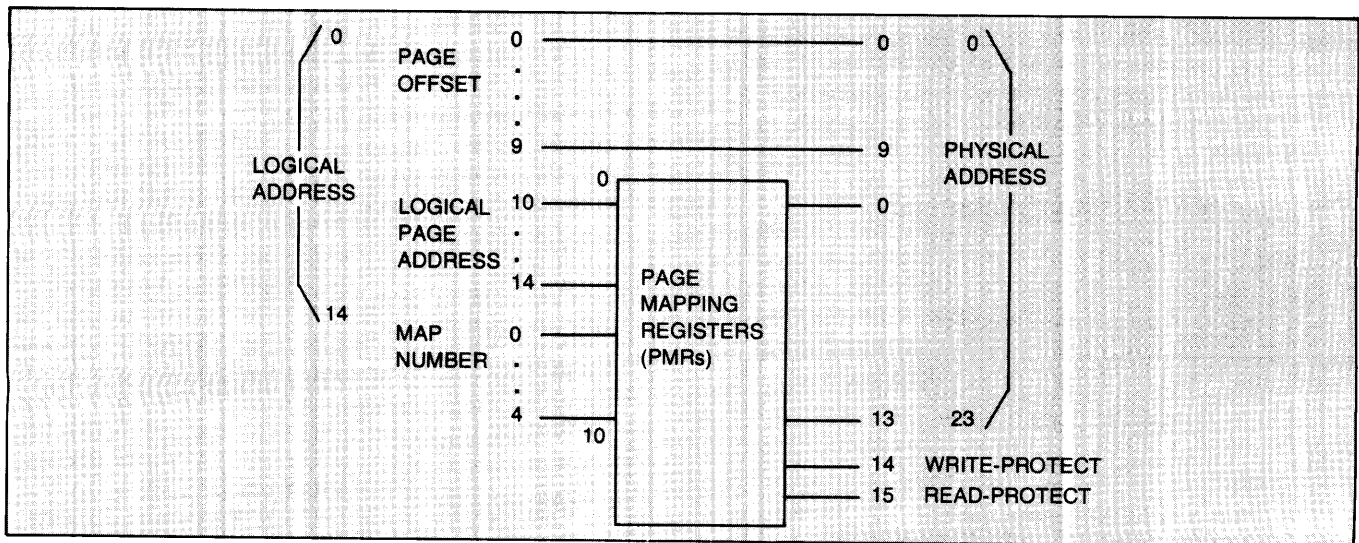 0
0
0
0
PAGE
OFFSET
.
.
.
9
9
LOGICAL
ADDRESS
PHYSICAL
ADDRESS
0
10
0
LOGICAL
PAGE
ADDRESS
.
.
14
PAGE
MAPPING
REGISTERS
(PMRs)
14
MAP
NUMBER
0
.
.
4
10
13
23
14 WRITE-PROTECT
15 READ-PROTECT